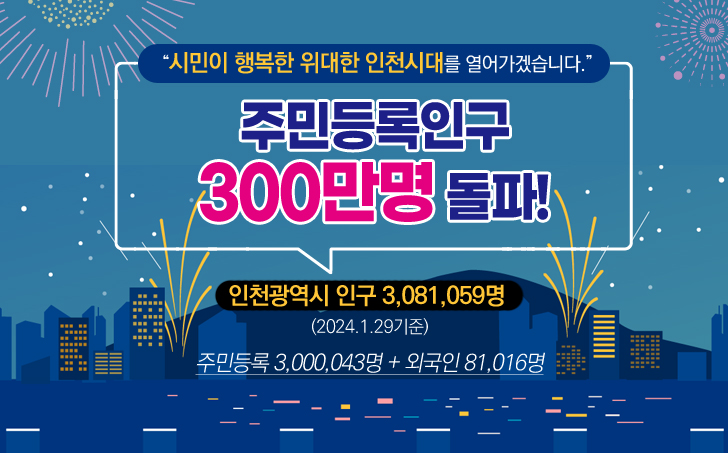 “시민이 행복한 위대한 인천시대를 열어가겠습니다.”
주민등록인구
300만명 돌파!
인천광역시 인구 3,081,059명
(2024.1.29기준)
주민등록 3,000,043명 + 외국인 81,016명